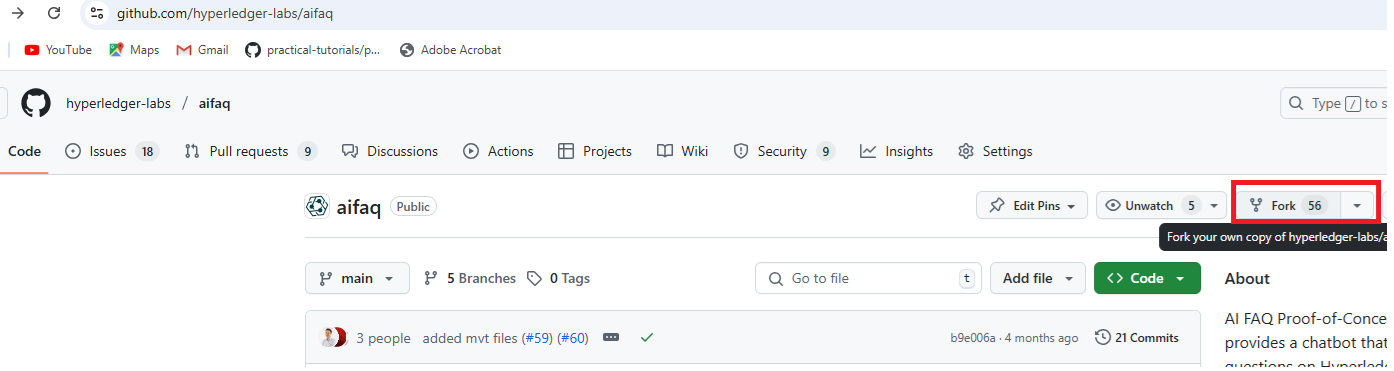 github.com/hyperledger-labs/aifaq
YouTube Maps Gmail practical-tutorials/p... Adobe Acrobat
hyperledger-labs / aifaq Type / to s
Code Issues 18 Pull requests 9 Discussions Actions Projects Wiki Security 9 Insights Settings
aifaq Public Edit Pins Unwatch 5 Fork 56
Fork your own copy of hyperledger-labs/a
main 5 Branches 0 Tags Go to file t Add file Code About
3 people added mvt files (#59) (#60) b9e006a · 4 months ago 21 Commits
AI FAQ Proof-of-Conce
provides a chatbot that
questions on Hyperled